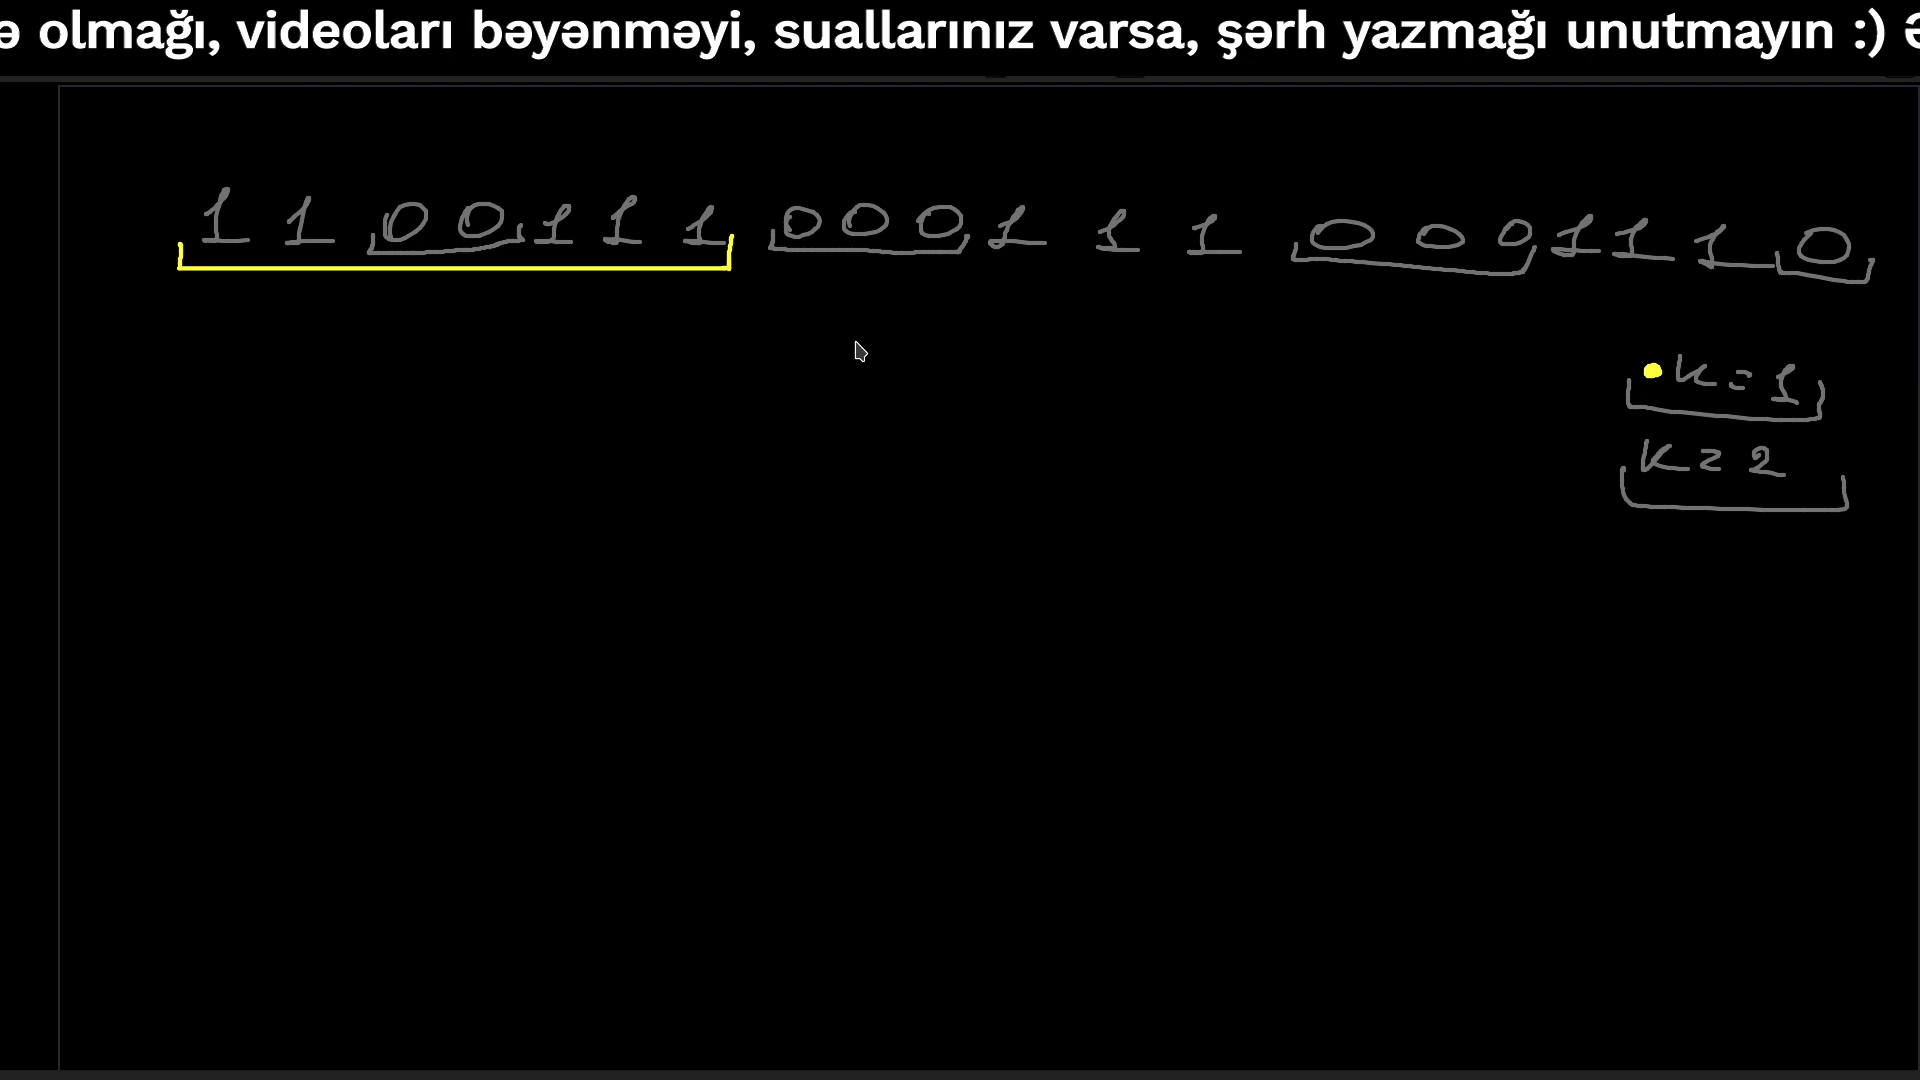 ə olmağı, videoları bəyənməyi, suallarınız varsa, şərh yazmağı unutmayın :) Ə
1 1 0 0 1 1 1 0 0 0 1 1 1 0 0 0 1 1 1 0
k = 1
k = 2